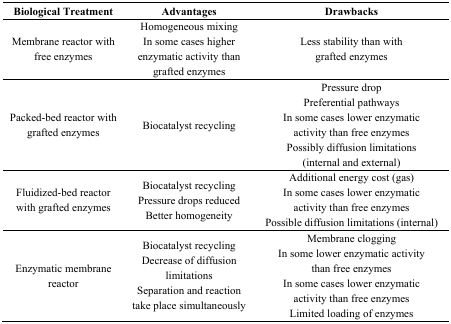 Biological Treatment Advantages Drawbacks
Membrane reactor with
free enzymes
Homogeneous mixing
In some cases higher
enzymatic activity than
grafted enzymes
Less stability than with
grafted enzymes
Packed-bed reactor with
grafted enzymes
Biocatalyst recycling
Pressure drop
Preferential pathways
In some cases lower enzymatic
activity than free enzymes
Possibly diffusion limitations
(internal and external)
Fluidized-bed reactor
with grafted enzymes
Biocatalyst recycling
Pressure drops reduced
Better homogeneity
Additional energy cost (gas)
In some cases lower enzymatic
activity than free enzymes
Possible diffusion limitations (internal)
Enzymatic membrane
reactor
Biocatalyst recycling
Decrease of diffusion
limitations
Separation and reaction
take place simultaneously
Membrane clogging
In some lower enzymatic activity
than free enzymes
In some cases lower enzymatic
activity than free enzymes
Limited loading of enzymes